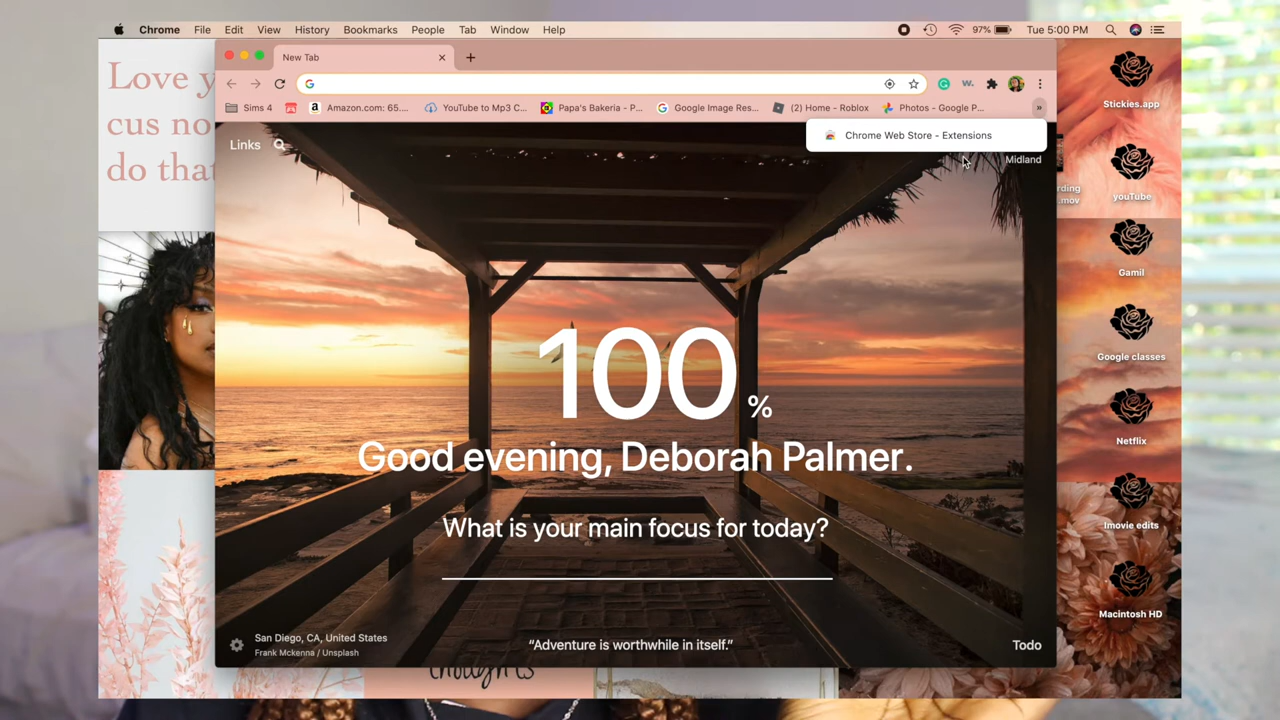 Chrome File Edit View History Bookmarks People Tab Window Help 97% Tue 5:00 PM
New Tab
Sims 4 Amazon.com: 65.... YouTube to Mp3 C... Papa's Bakeria - P... Google Image Res... (2) Home - Roblox Photos - Google P... »
Chrome Web Store - Extensions
Links
Midland
Love y
cus no
do that
100 %
Good evening, Deborah Palmer.
What is your main focus for today?
San Diego, CA, United States
Frank Mckenna / Unsplash
“Adventure is worthwhile in itself.”
Todo
thoughts
Stickies.app
rding
.mov
youTube
Gamil
Google classes
Netflix
Imovie edits
Macintosh HD